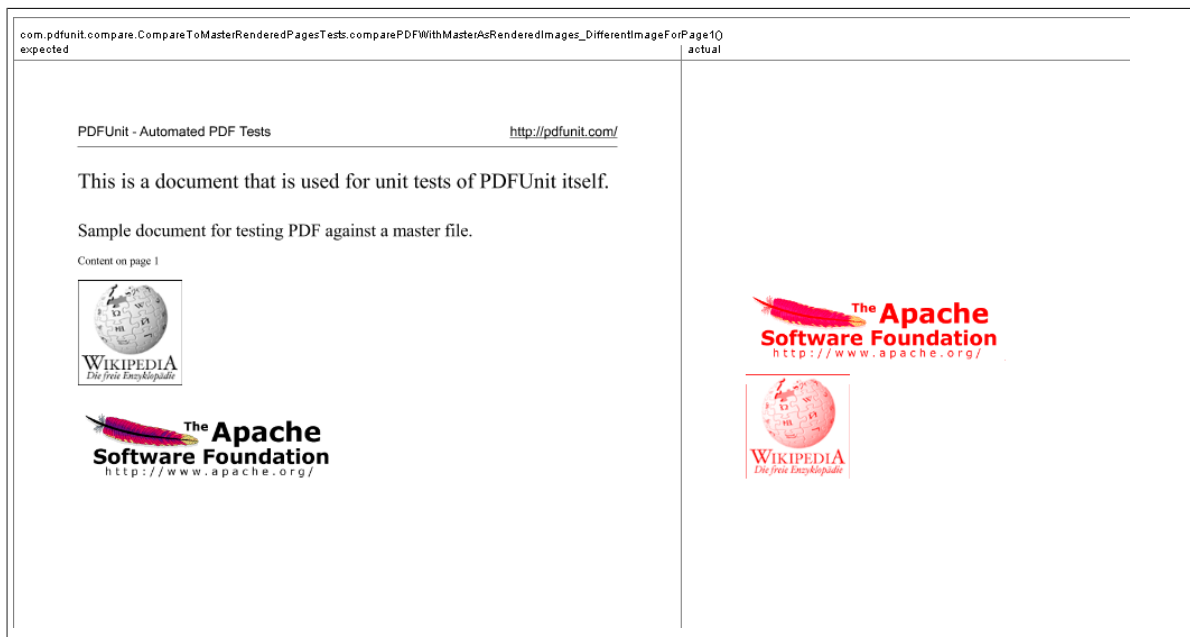 com.pdfunit.compare.CompareToMasterRenderedPagesTests.comparePDFWithMasterAsRenderedImages_DifferentImageForPage1()
expected
actual
PDFUnit - Automated PDF Tests http://pdfunit.com/
This is a document that is used for unit tests of PDFUnit itself.
Sample document for testing PDF against a master file.
Content on page 1
WIKIPEDIA
Die freie Enzyklopädie
The Apache
Software Foundation
http://www.apache.org/
The Apache
Software Foundation
http://www.apache.org/
WIKIPEDIA
Die freie Enzyklopädie